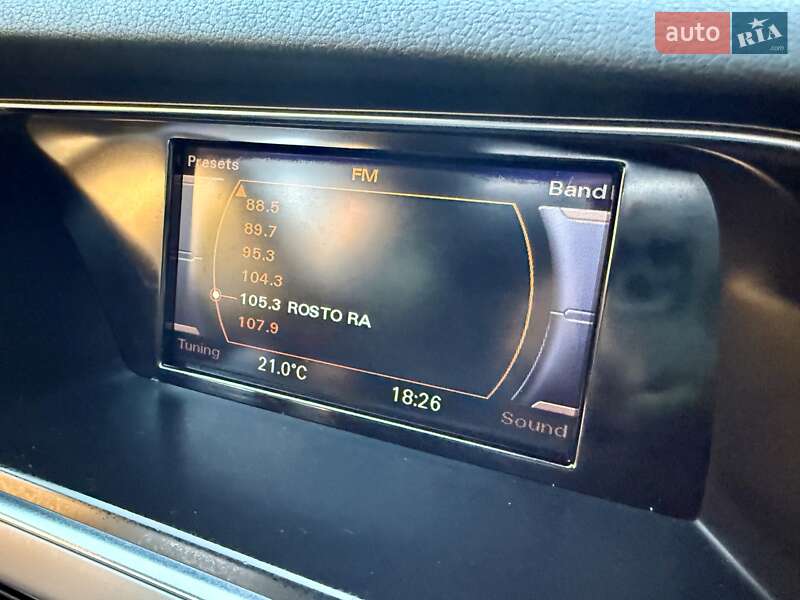 auto RIA .com
Presets
FM
Band
88.5
89.7
95.3
104.3
105.3 ROSTO RA
107.9
Tuning
21.0°C
18:26
Sound